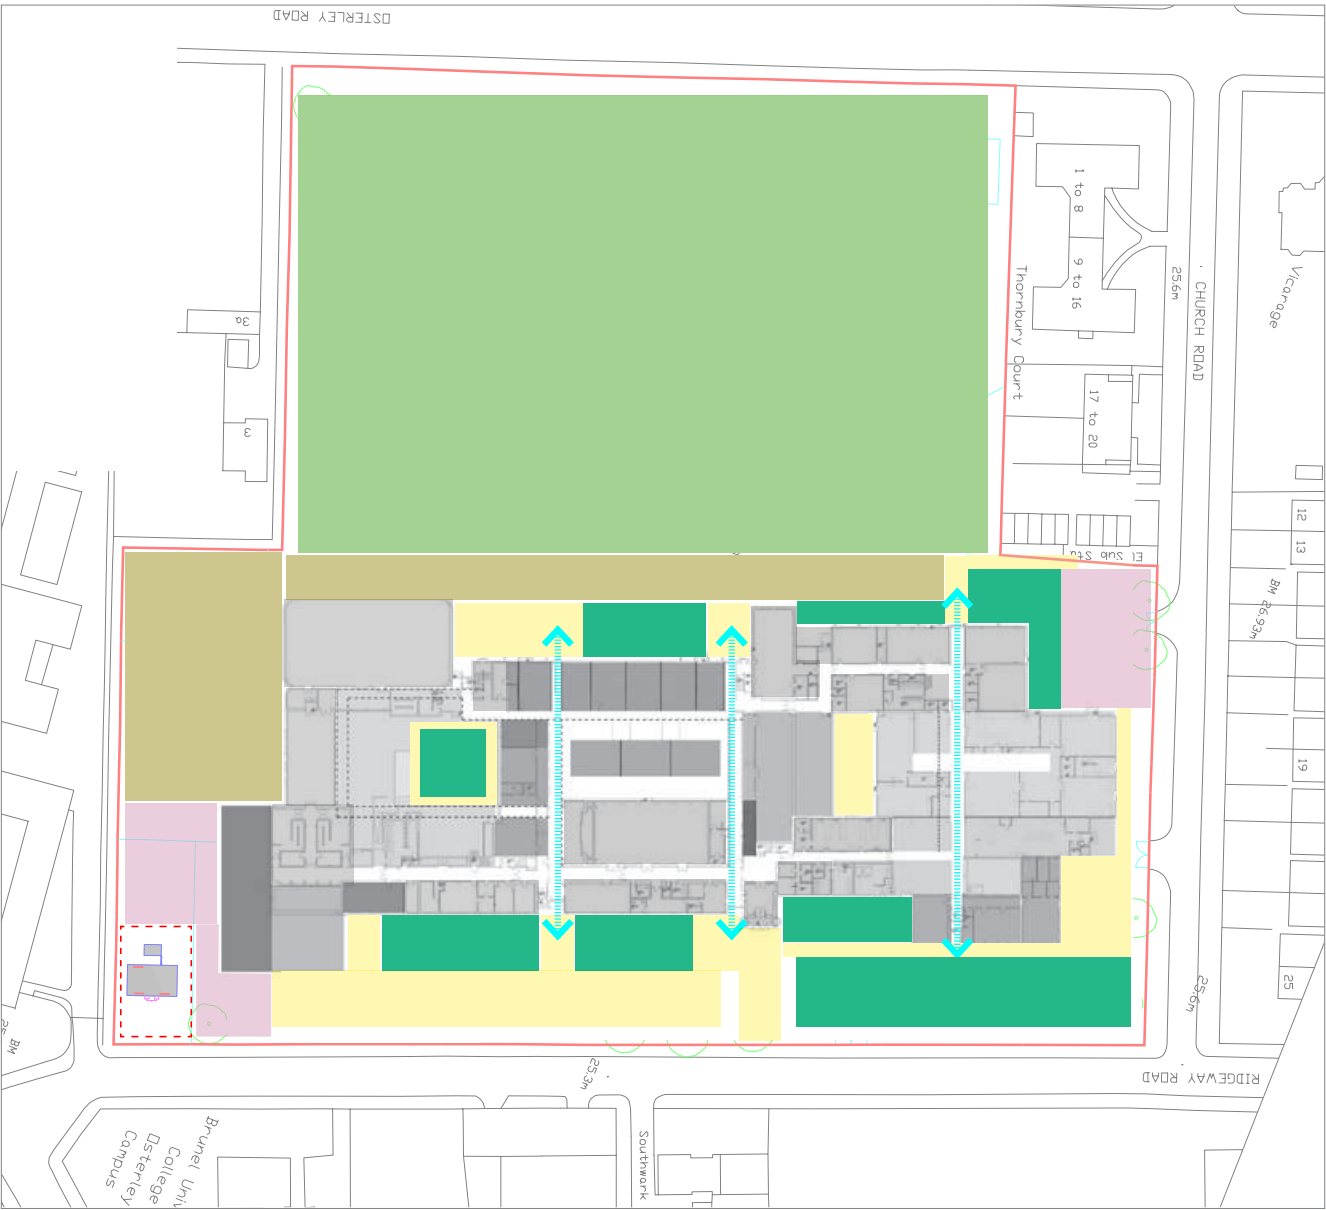 OSTERLEY ROAD
1 to 8
9 to 16
Thornbury Court
25.6m
CHURCH ROAD
Vicarage
3a
17 to 20
3
12
13
El Sub Sta
BM 26.93m
19
25
25.6m
RIDGEWAY ROAD
25.3m
BM
Southwark
Brunel Univ
College
Osterley
Campus